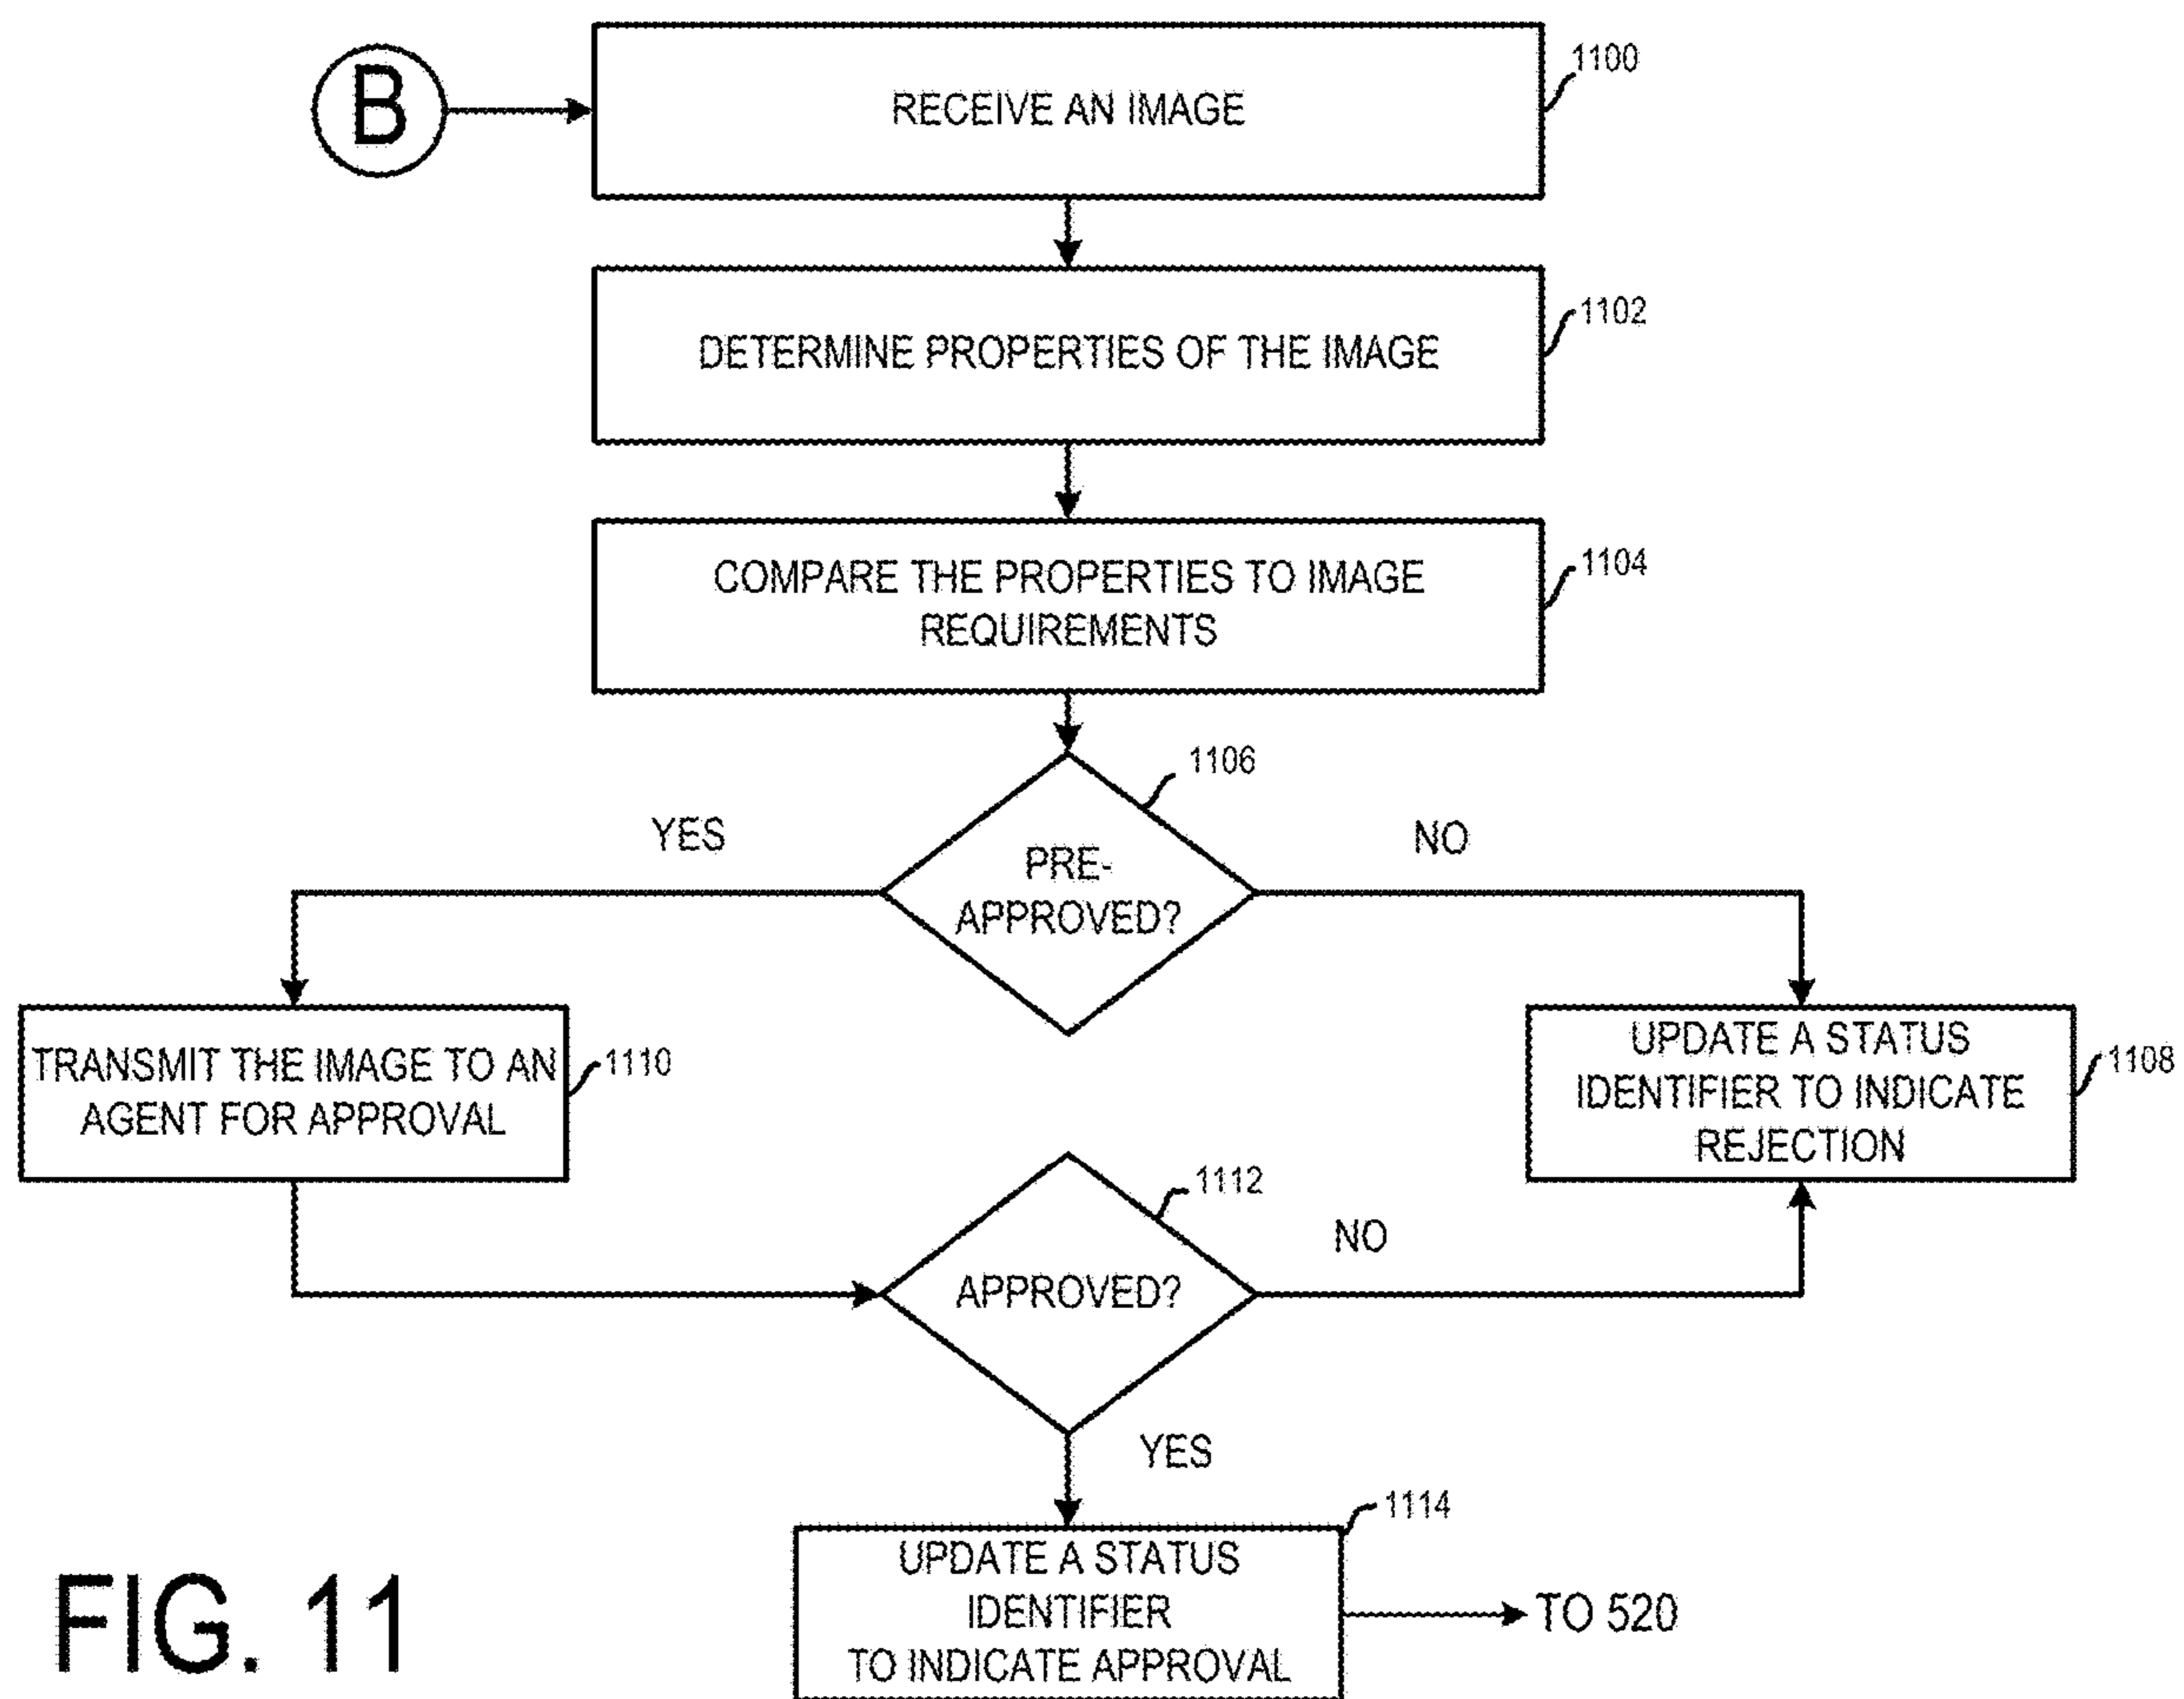 B
RECEIVE AN IMAGE
1100
DETERMINE PROPERTIES OF THE IMAGE
1102
COMPARE THE PROPERTIES TO IMAGE
REQUIREMENTS
1104
1106
YES
NO
PRE-
APPROVED?
TRANSMIT THE IMAGE TO AN
AGENT FOR APPROVAL
1110
UPDATE A STATUS
IDENTIFIER TO INDICATE
REJECTION
1108
1112
APPROVED?
NO
YES
1114
UPDATE A STATUS
IDENTIFIER
TO INDICATE APPROVAL
TO 520
FIG. 11